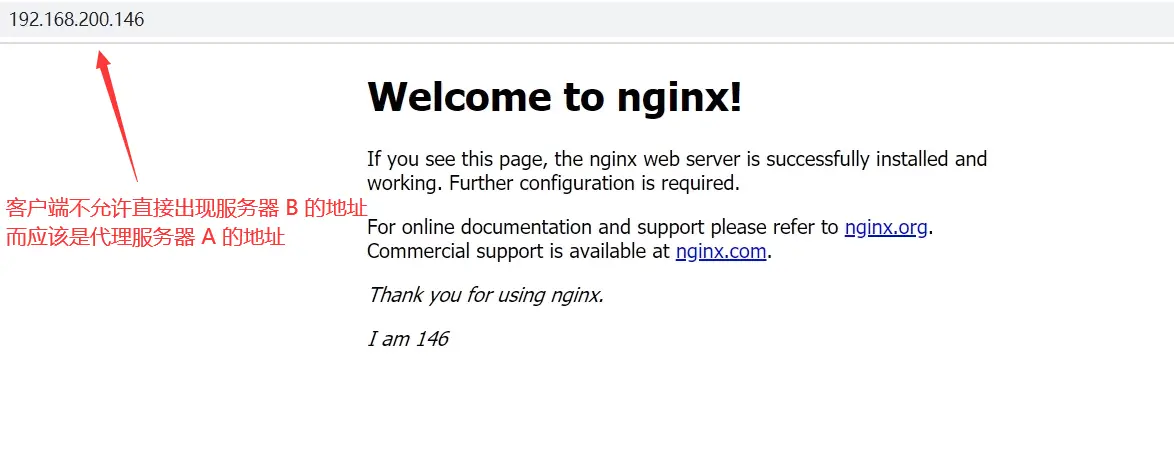 192.168.200.146
Welcome to nginx!
If you see this page, the nginx web server is successfully installed and
working. Further configuration is required.
客户端不允许直接出现服务器 B 的地址
而应该是代理服务器 A 的地址
For online documentation and support please refer to nginx.org.
Commercial support is available at nginx.com.
Thank you for using nginx.
I am 146